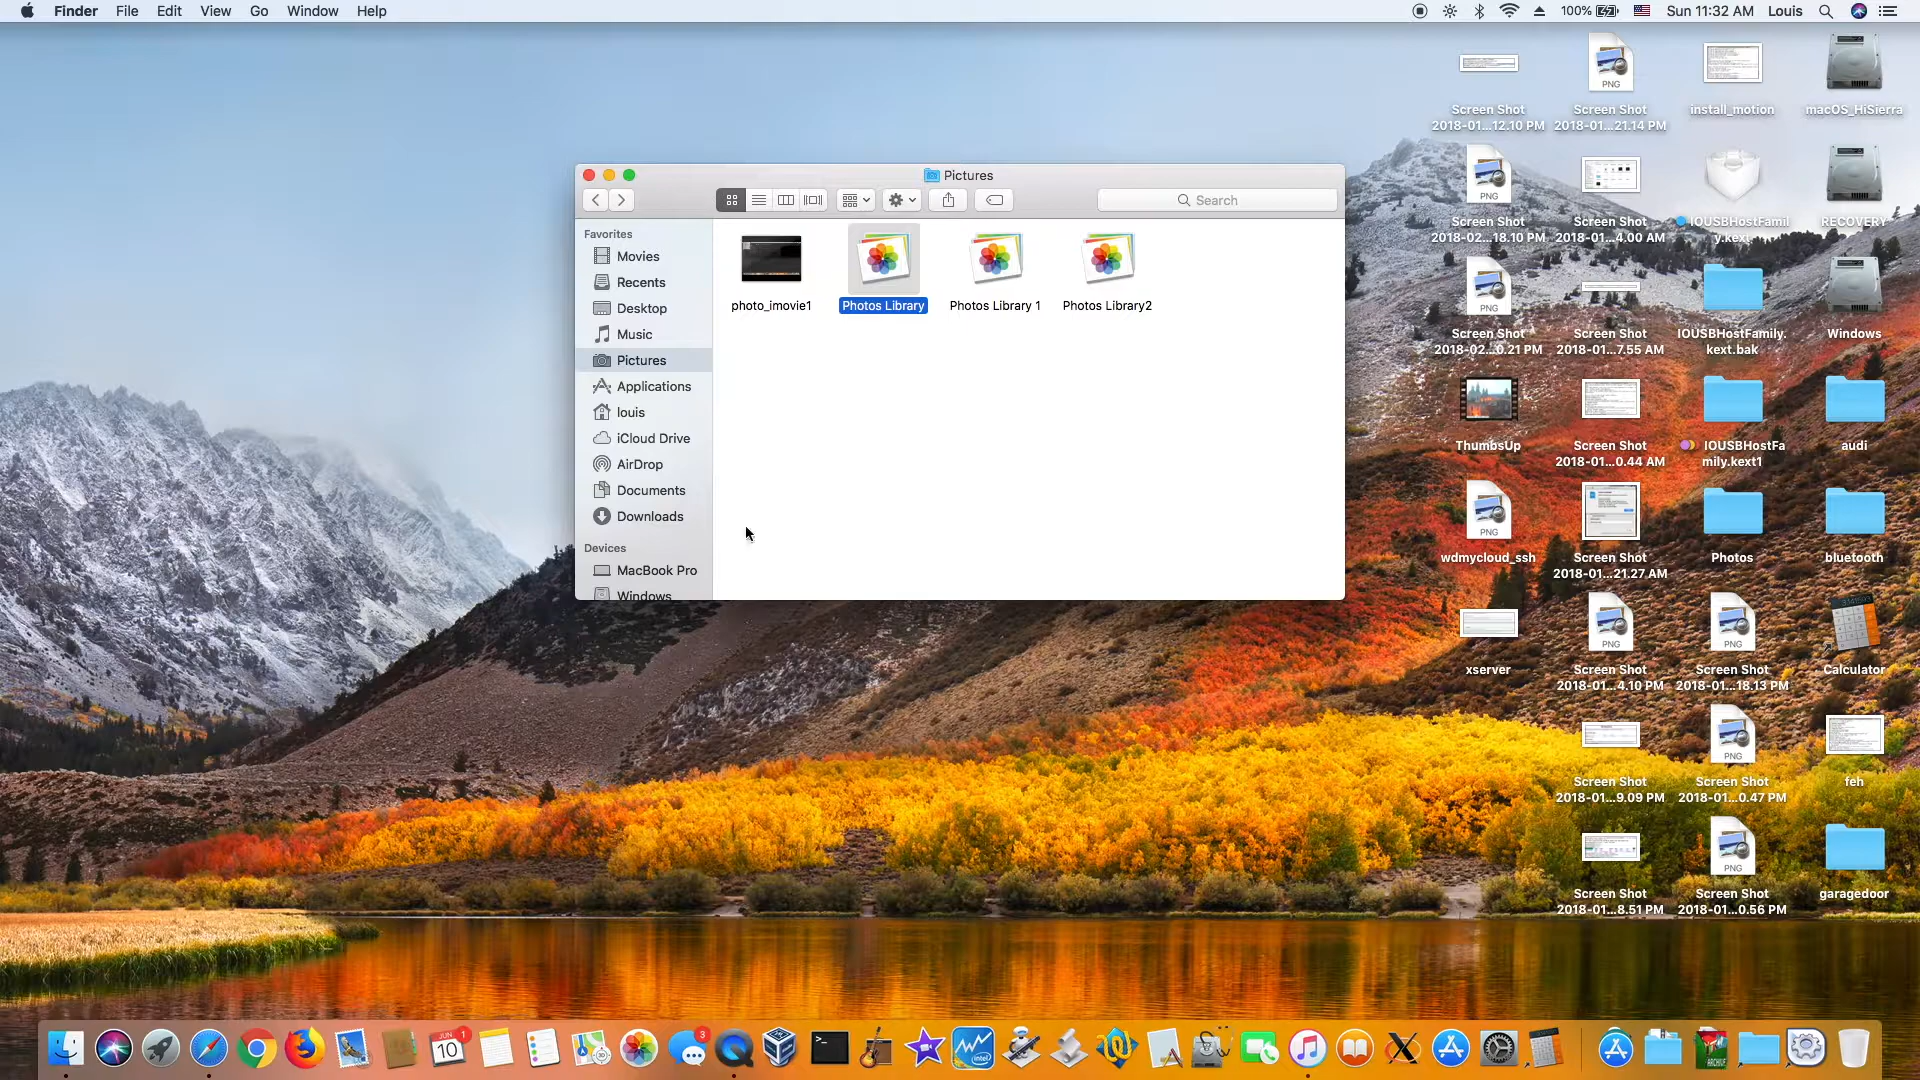 Finder File Edit View Go Window Help
100% Sun 11:32 AM Louis
Pictures
Search
Favorites
Movies
Recents
Desktop
Music
Pictures
Applications
louis
iCloud Drive
AirDrop
Documents
Downloads
Devices
MacBook Pro
Windows
photo_imovie1
Photos Library
Photos Library 1
Photos Library2
PNG
Screen Shot
2018-01...12.10 PM
PNG
Screen Shot
2018-01...21.14 PM
install_motion
macOS_HiSierra
PNG
Screen Shot
2018-02...18.10 PM
Screen Shot
2018-01...4.00 AM
IOUSBHostFamil
y.kext
RECOVERY
PNG
Screen Shot
2018-02...0.21 PM
Screen Shot
2018-01...7.55 AM
IOUSBHostFamily.
kext.bak
Windows
ThumbsUp
Screen Shot
2018-01...0.44 AM
IOUSBHostFa
mily.kext1
audi
PNG
wdmycloud_ssh
Screen Shot
2018-01...21.27 AM
Photos
bluetooth
xserver
PNG
Screen Shot
2018-01...4.10 PM
PNG
Screen Shot
2018-01...18.13 PM
Calculator
Screen Shot
2018-01...9.09 PM
PNG
Screen Shot
2018-01...0.47 PM
feh
Screen Shot
2018-01...8.51 PM
PNG
Screen Shot
2018-01...0.56 PM
garagedoor
JUN
10
1
3